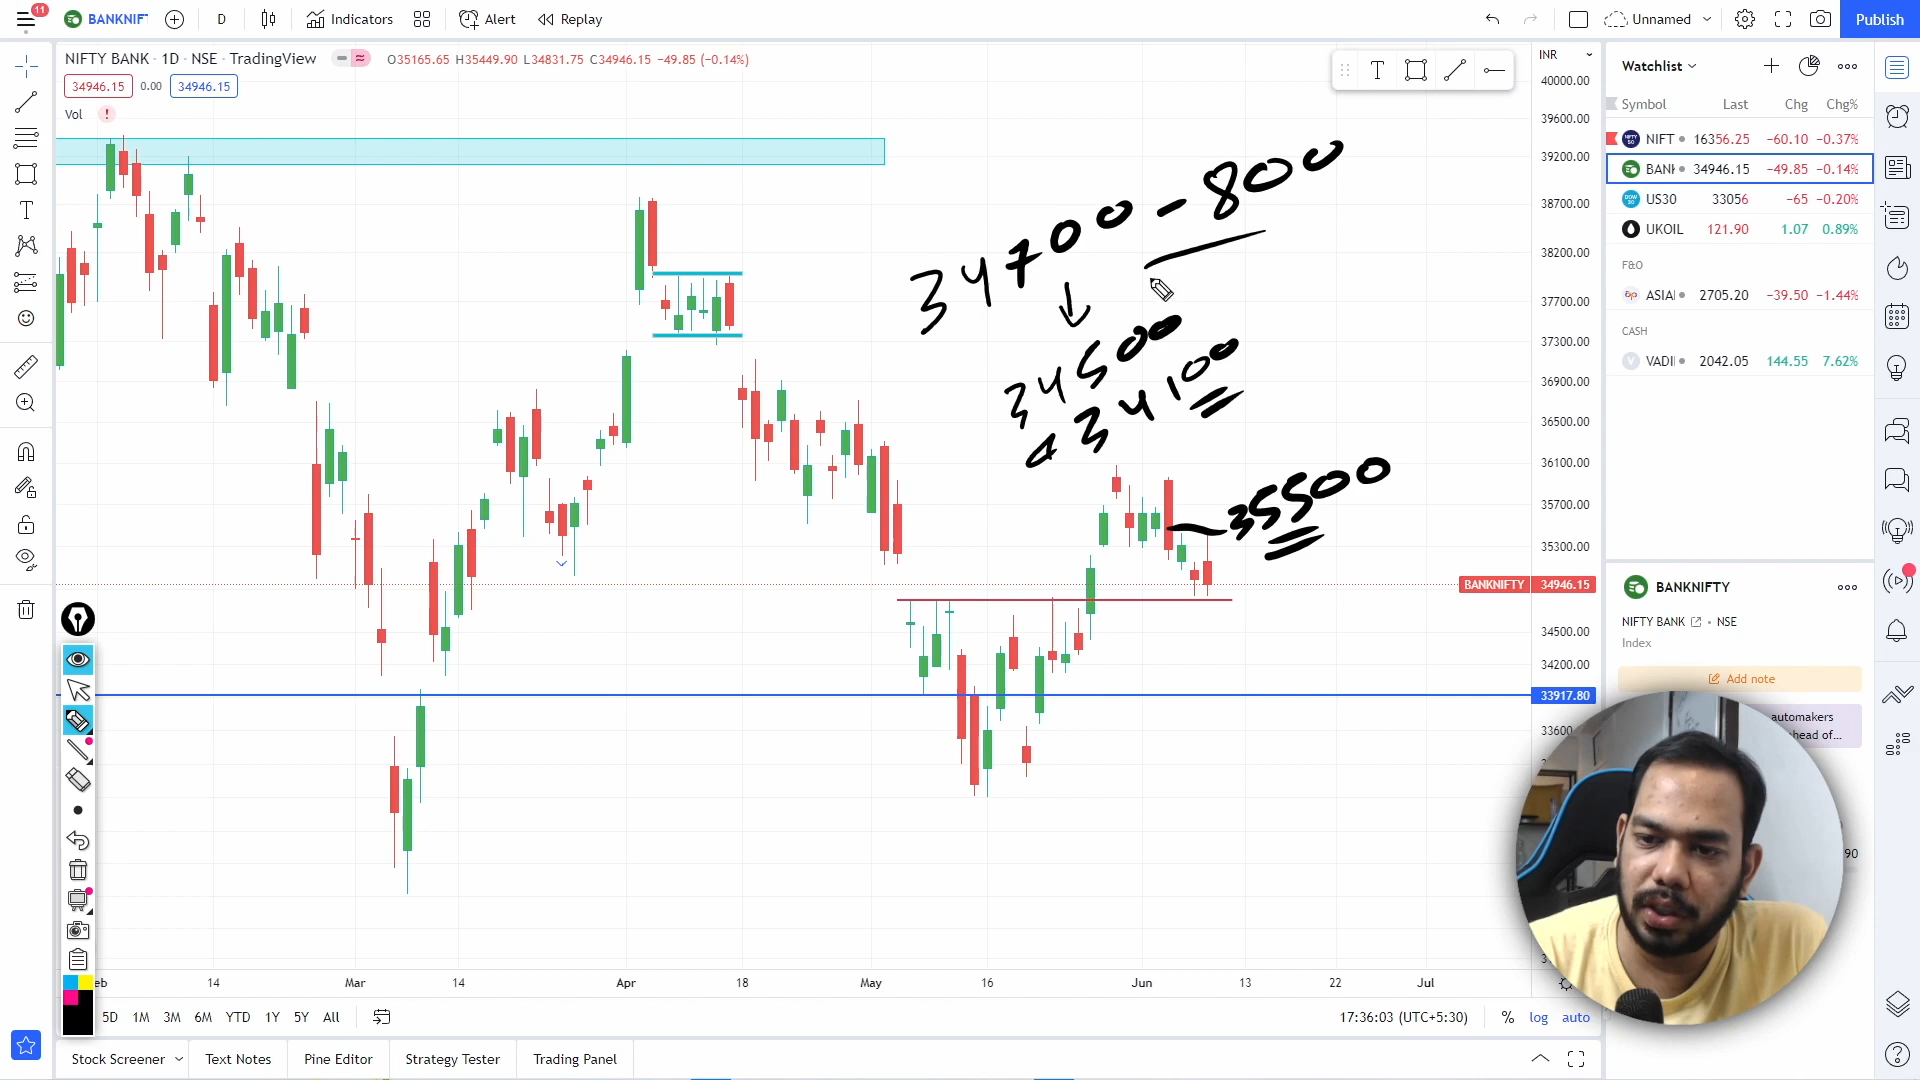 11
BANKNIF
D
Indicators
Alert
Replay
Unnamed
Publish
NIFTY BANK · 1D · NSE · TradingView
O35165.65 H35449.90 L34831.75 C34946.15 −49.85 (−0.14%)
34946.15 0.00 34946.15
Vol !
INR
40000.00
39600.00
39200.00
38700.00
38200.00
37700.00
37300.00
36900.00
36500.00
36100.00
35700.00
35300.00
BANKNIFTY 34946.15
34500.00
34200.00
33917.80
33600
34700 - 800
34500
34100
35500
14
Mar
14
Apr
18
May
16
Jun
13
22
Jul
5D 1M 3M 6M YTD 1Y 5Y All
17:36:03 (UTC+5:30)
% log auto
Stock Screener
Text Notes
Pine Editor
Strategy Tester
Trading Panel
Watchlist
Symbol Last Chg Chg%
NIFT 16356.25 −60.10 −0.37%
BANK 34946.15 −49.85 −0.14%
US30 33056 −65 −0.20%
UKOIL 121.90 1.07 0.89%
F&O
ASIAI 2705.20 −39.50 −1.44%
CASH
VADI 2042.05 144.55 7.62%
BANKNIFTY
NIFTY BANK · NSE
Index
Add note
automakers
head of...
90